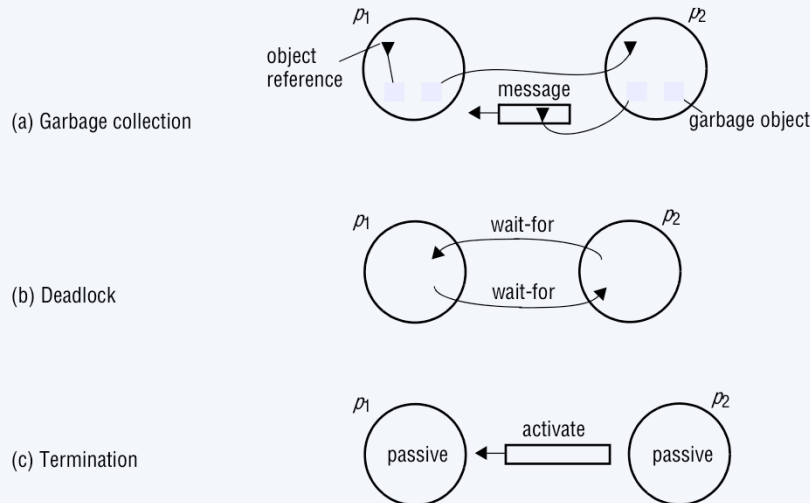 p1
p2
object
reference
message
(a) Garbage collection
garbage object
p1
p2
wait-for
wait-for
(b) Deadlock
p1
p2
activate
passive
passive
(c) Termination